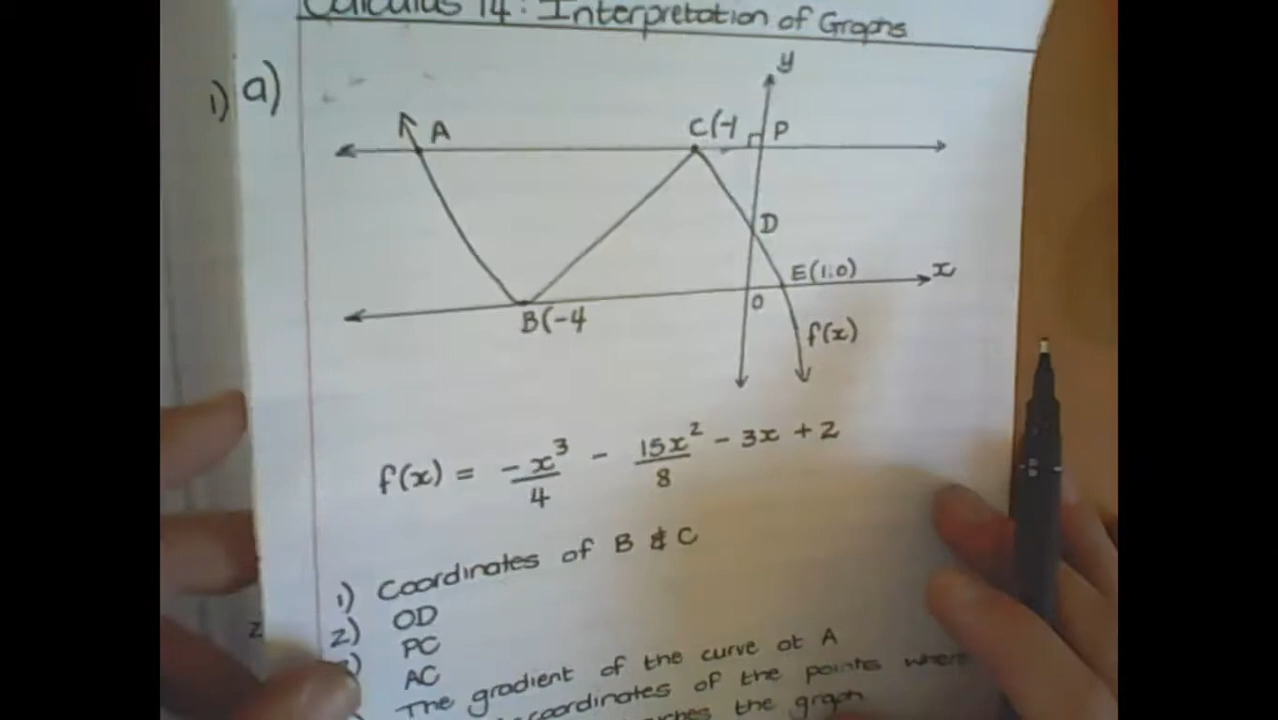 Calculus 14: Interpretation of Graphs
1) a)
y
A
C(-1
P
D
E(1;0)
x
O
B(-4
f(x)
f(x) = -x³/4 - 15x²/8 - 3x + 2
1) Coordinates of B & C
2) OD
PC
AC
The gradient of the curve at A
coordinates of the points where
the graph
2